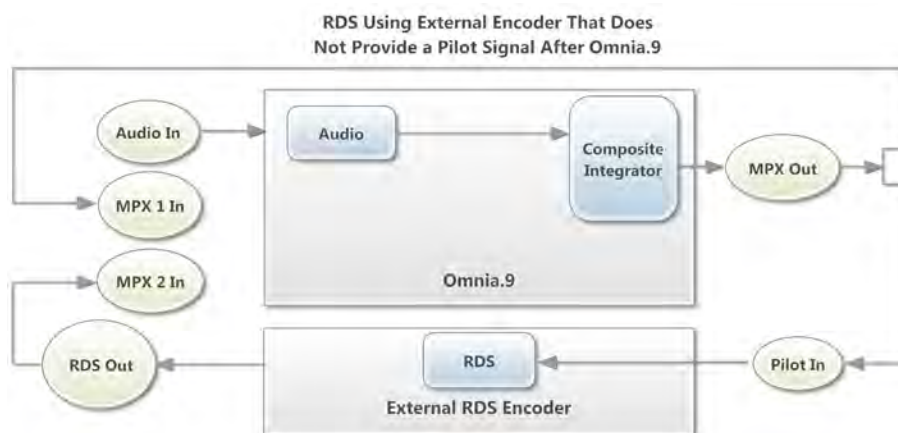 RDS Using External Encoder That Does
Not Provide a Pilot Signal After Omnia.9
Audio In
Audio
Composite
Integrator
MPX Out
MPX 1 In
MPX 2 In
Omnia.9
RDS Out
RDS
Pilot In
External RDS Encoder